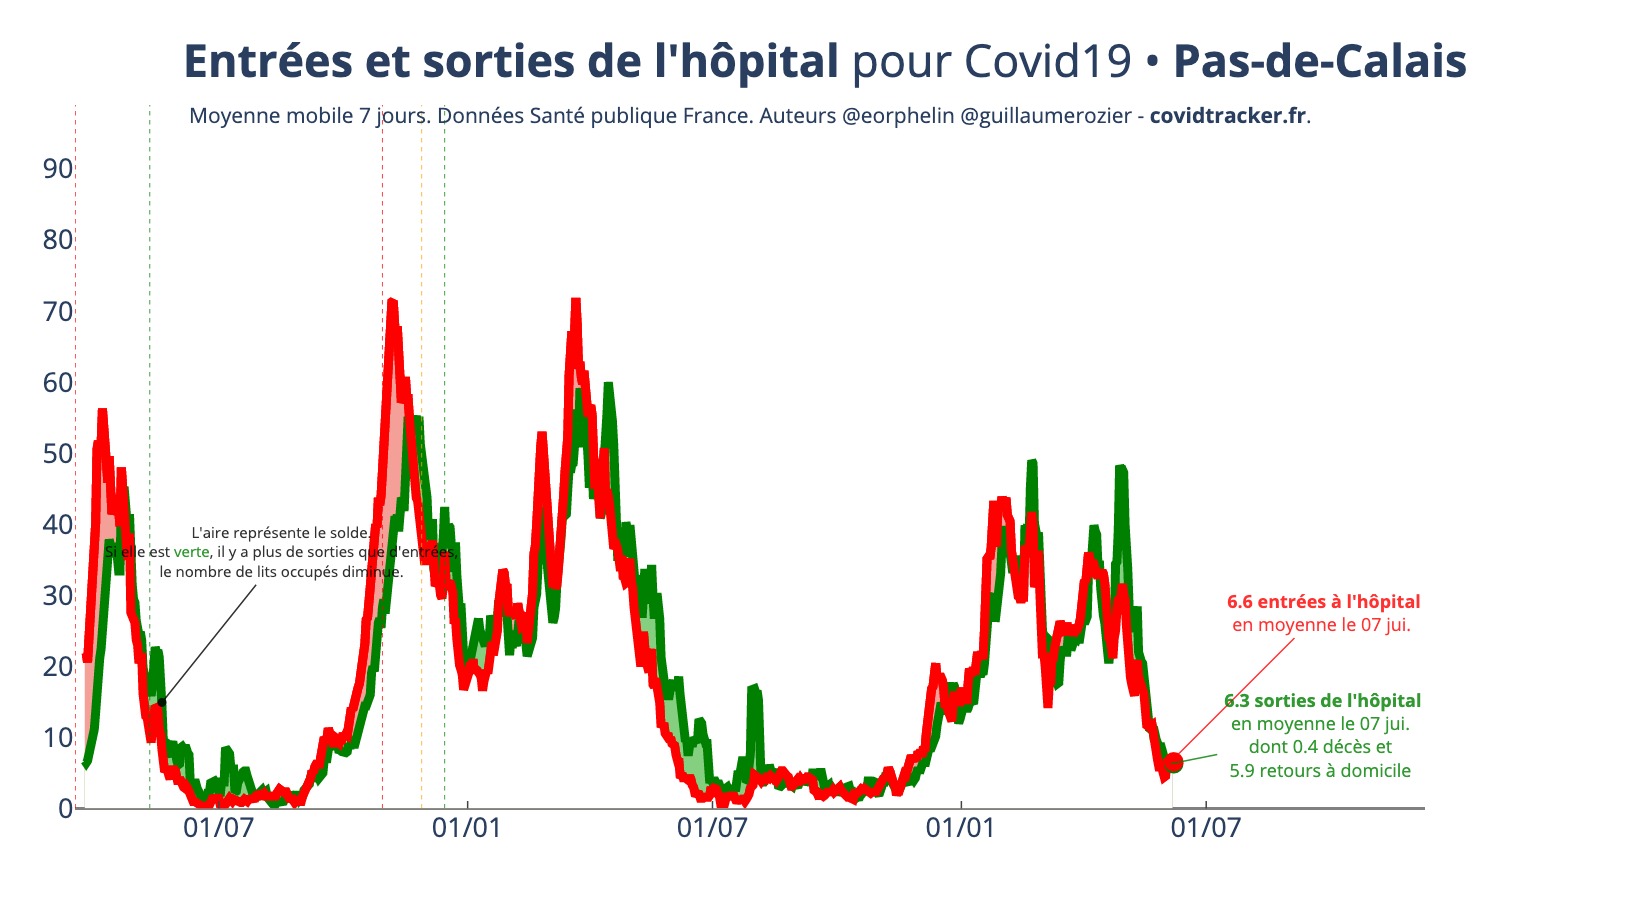 Entrées et sorties de l'hôpital pour Covid19 • Pas-de-Calais
Moyenne mobile 7 jours. Données Santé publique France. Auteurs @eorphelin @guillaumerozier - covidtracker.fr.
90
80
70
60
50
40
30
20
10
0
L'aire représente le solde.
Si elle est verte, il y a plus de sorties que d'entrées,
le nombre de lits occupés diminue.
6.6 entrées à l'hôpital
en moyenne le 07 jui.
6.3 sorties de l'hôpital
en moyenne le 07 jui.
dont 0.4 décès et
5.9 retours à domicile
01/07
01/01
01/07
01/01
01/07